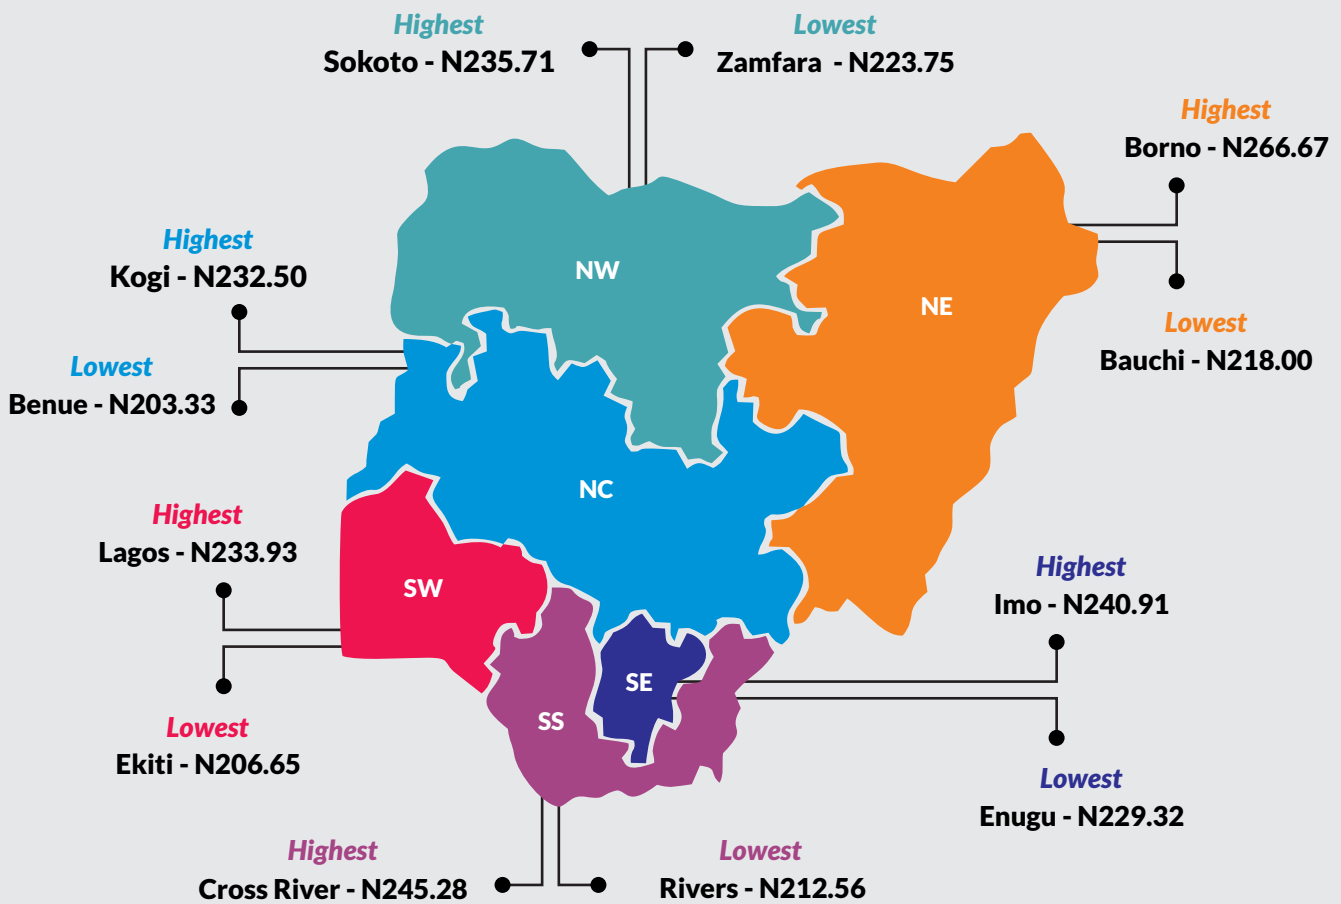 Highest
Sokoto - N235.71
Lowest
Zamfara - N223.75
Highest
Borno - N266.67
Lowest
Bauchi - N218.00
Highest
Kogi - N232.50
Lowest
Benue - N203.33
NW
NE
NC
SW
SE
SS
Highest
Lagos - N233.93
Lowest
Ekiti - N206.65
Highest
Imo - N240.91
Lowest
Enugu - N229.32
Highest
Cross River - N245.28
Lowest
Rivers - N212.56